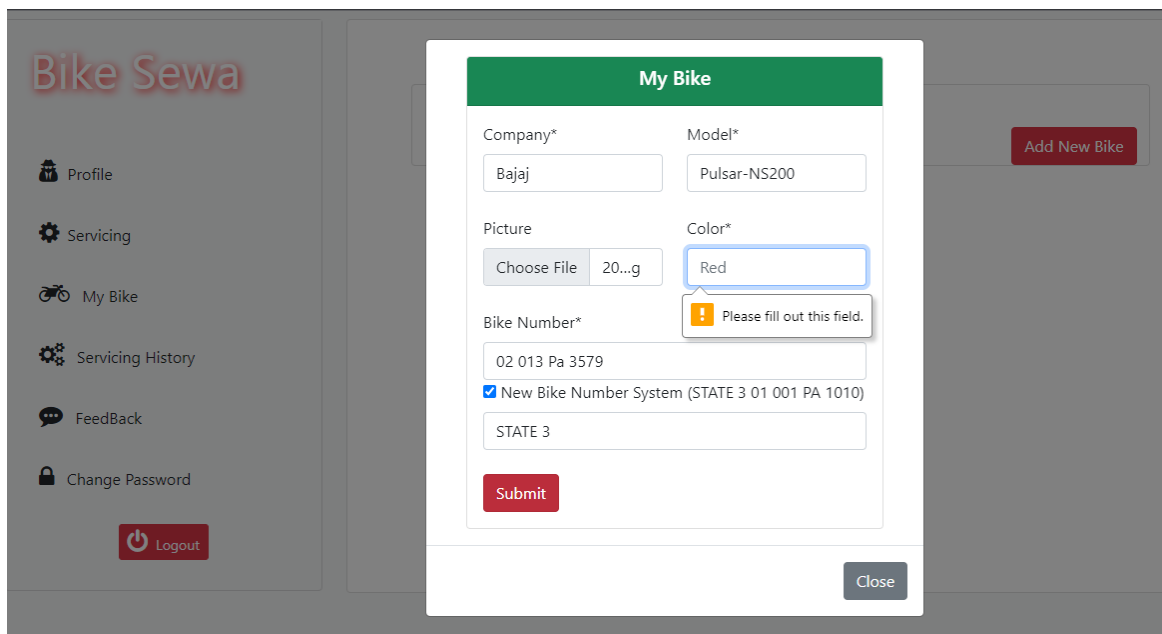 Bike Sewa
Profile
Servicing
My Bike
Servicing History
FeedBack
Change Password
Logout
Add New Bike
My Bike
Company* Model*
Bajaj Pulsar-NS200
Picture Color*
Choose File 20...g Red
Please fill out this field.
Bike Number*
02 013 Pa 3579
New Bike Number System (STATE 3 01 001 PA 1010)
STATE 3
Submit
Close